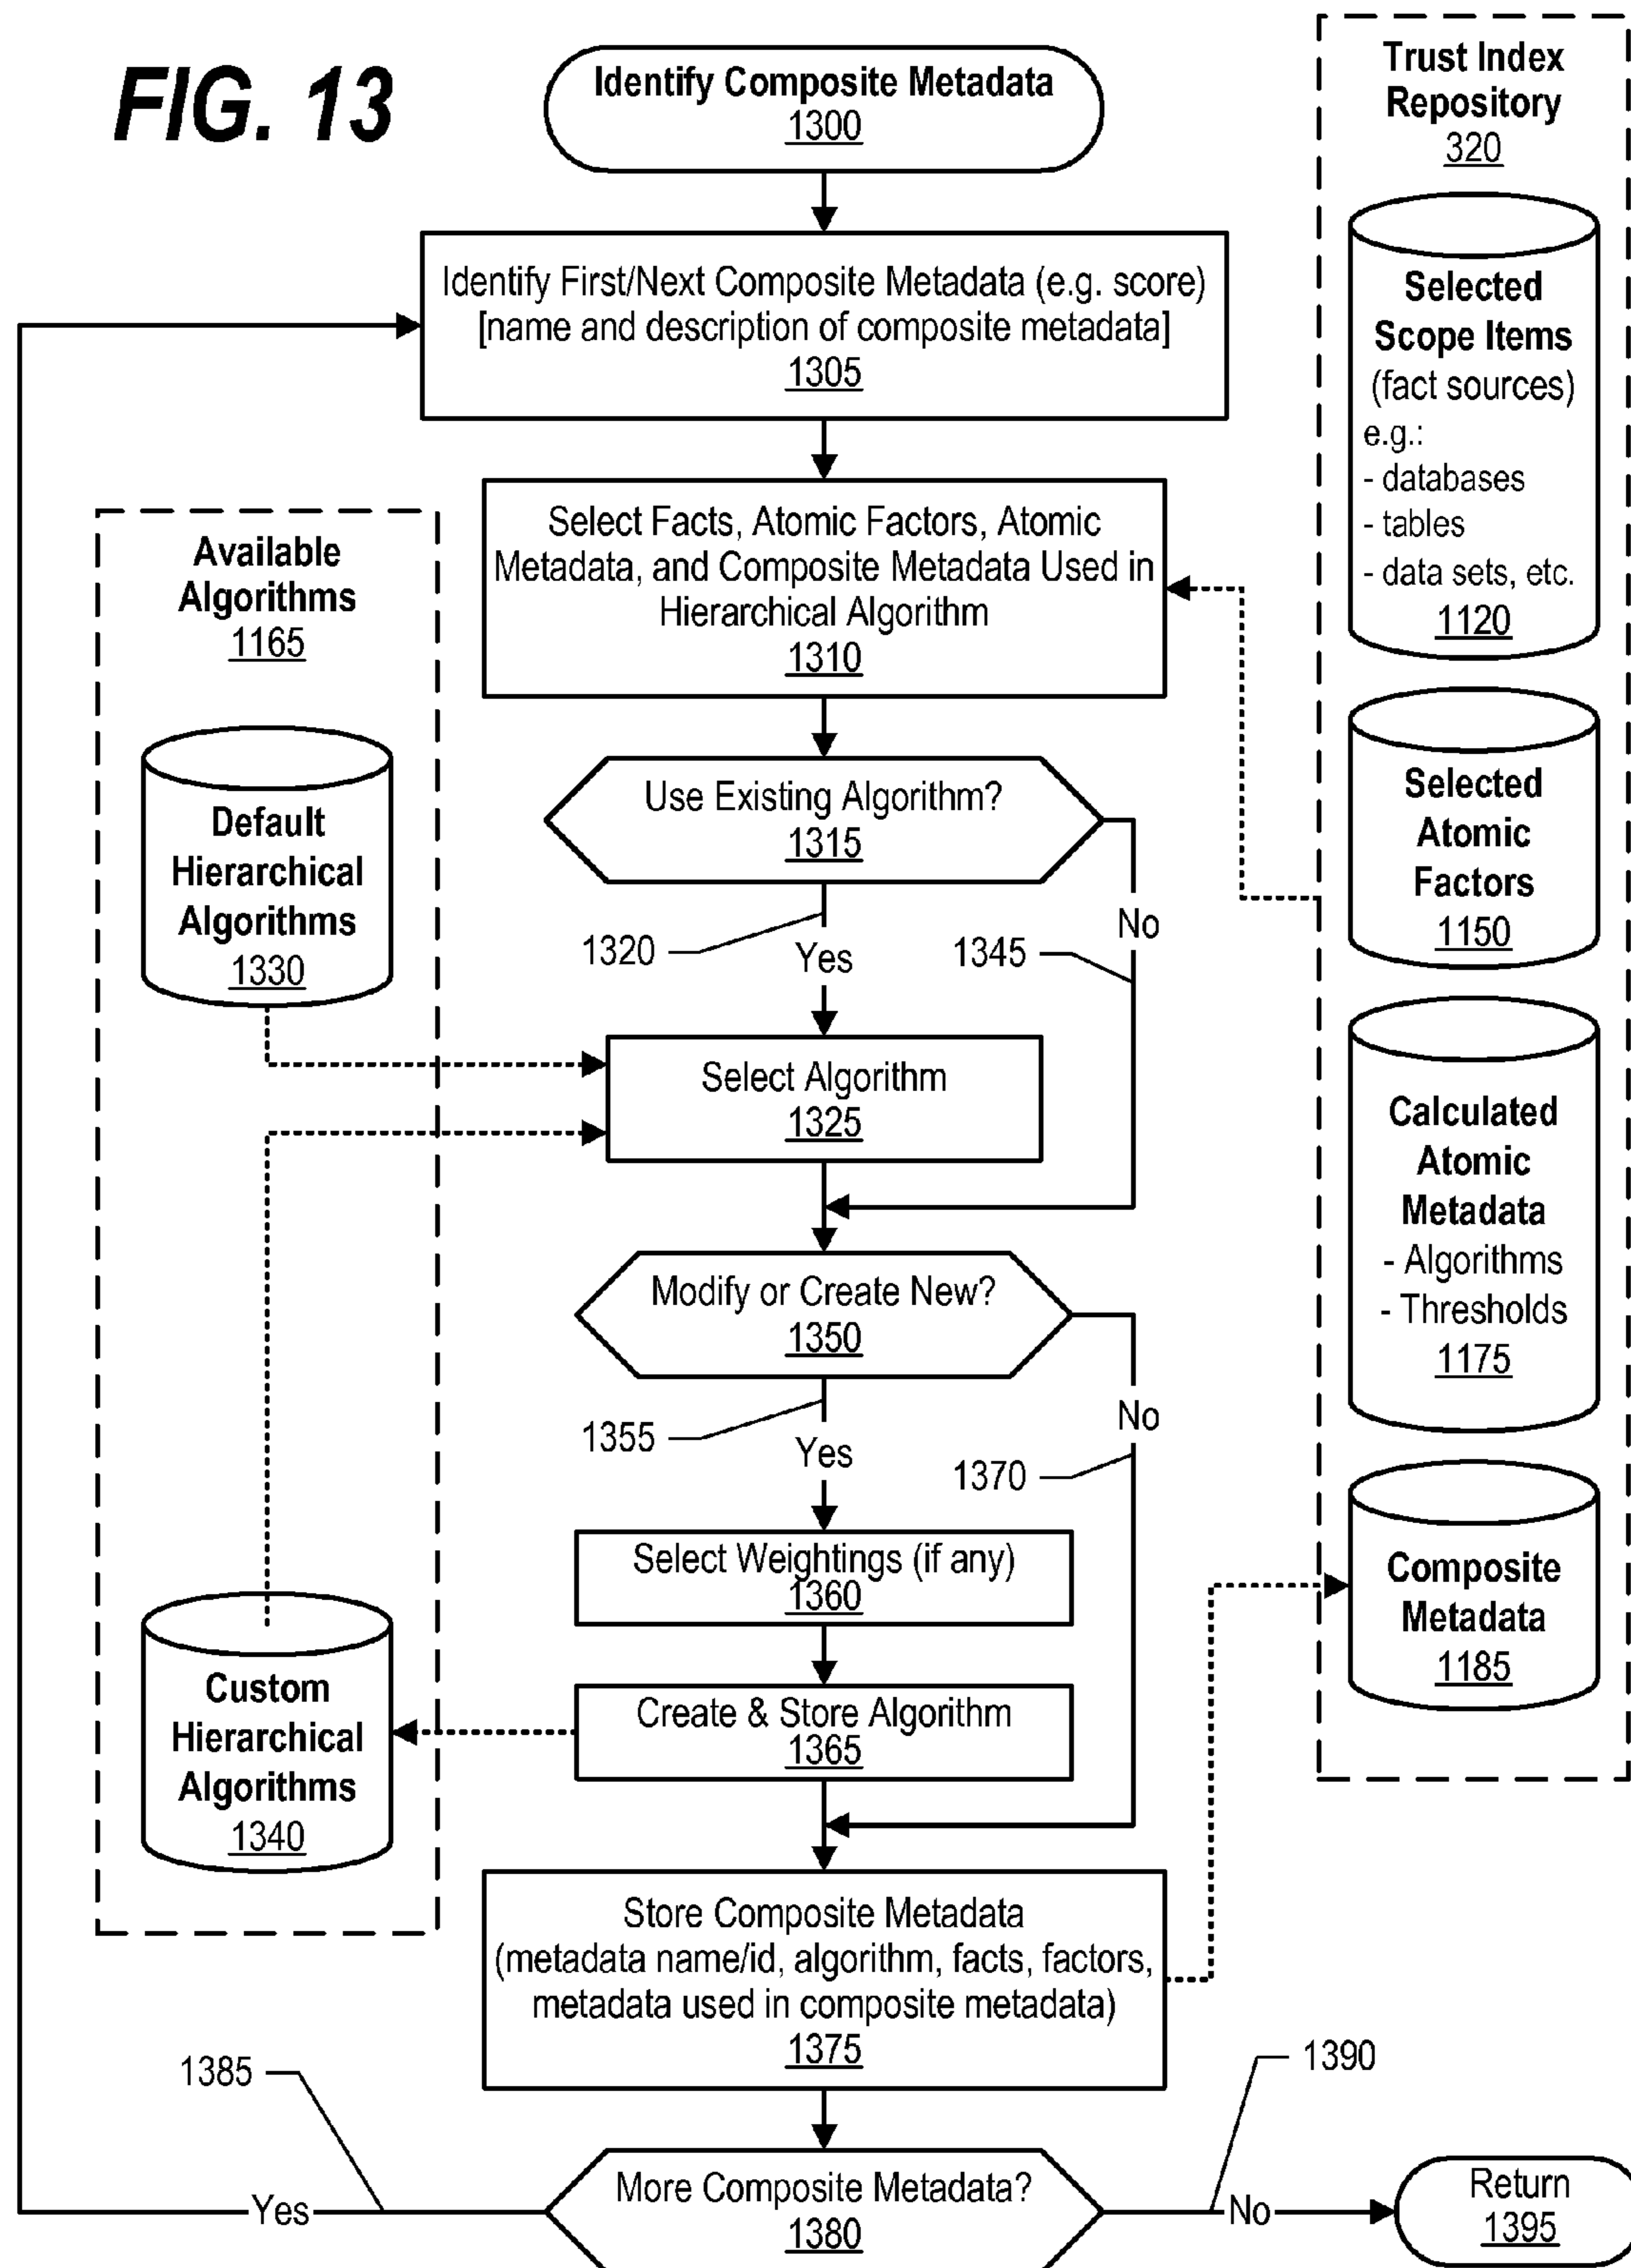 FIG. 13
Identify Composite Metadata
1300
Identify First/Next Composite Metadata (e.g. score)
[name and description of composite metadata]
1305
Select Facts, Atomic Factors, Atomic
Metadata, and Composite Metadata Used in
Hierarchical Algorithm
1310
Use Existing Algorithm?
1315
1320
Yes
1345
No
Select Algorithm
1325
Modify or Create New?
1350
1355
Yes
1370
No
Select Weightings (if any)
1360
Create & Store Algorithm
1365
Store Composite Metadata
(metadata name/id, algorithm, facts, factors,
metadata used in composite metadata)
1375
More Composite Metadata?
1380
1385
Yes
1390
No
Return
1395
Available
Algorithms
1165
Default
Hierarchical
Algorithms
1330
Custom
Hierarchical
Algorithms
1340
Trust Index
Repository
320
Selected
Scope Items
(fact sources)
e.g.:
- databases
- tables
- data sets, etc.
1120
Selected
Atomic
Factors
1150
Calculated
Atomic
Metadata
- Algorithms
- Thresholds
1175
Composite
Metadata
1185